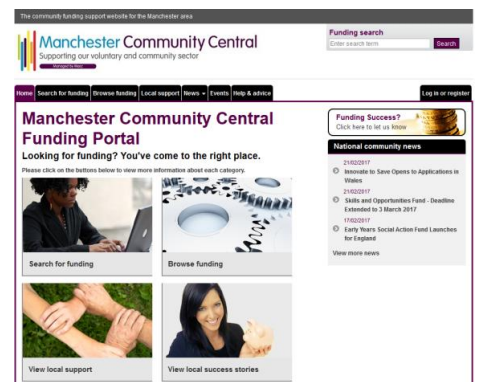 The community funding support website for the Manchester area
Manchester Community Central
Supporting our voluntary and community sector
Managed by Macc
Funding search
Enter search term
Search
Home Search for funding Browse funding Local support News Events Help & advice Log in or register
Manchester Community Central
Funding Portal
Looking for funding? You've come to the right place.
Please click on the buttons below to view more information about each category.
Search for funding
Browse funding
View local support
View local success stories
Funding Success?
Click here to let us know
National community news
21/02/2017
Innovate to Save Opens to Applications in
Wales
21/02/2017
Skills and Opportunities Fund - Deadline
Extended to 3 March 2017
17/02/2017
Early Years Social Action Fund Launches
for England
View more news